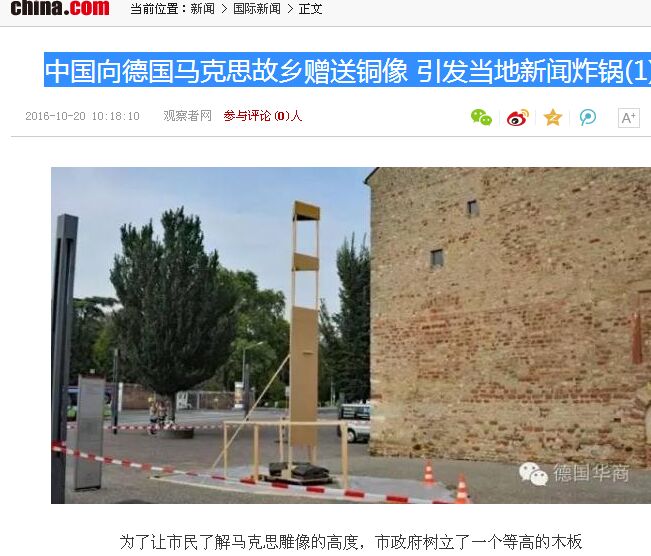 china.com 当前位置：新闻 > 国际新闻 > 正文
中国向德国马克思故乡赠送铜像 引发当地新闻炸锅(1)
2016-10-20 10:18:10 观察者网 参与评论(0)人 A+
德国华商
为了让市民了解马克思雕像的高度，市政府树立了一个等高的木板